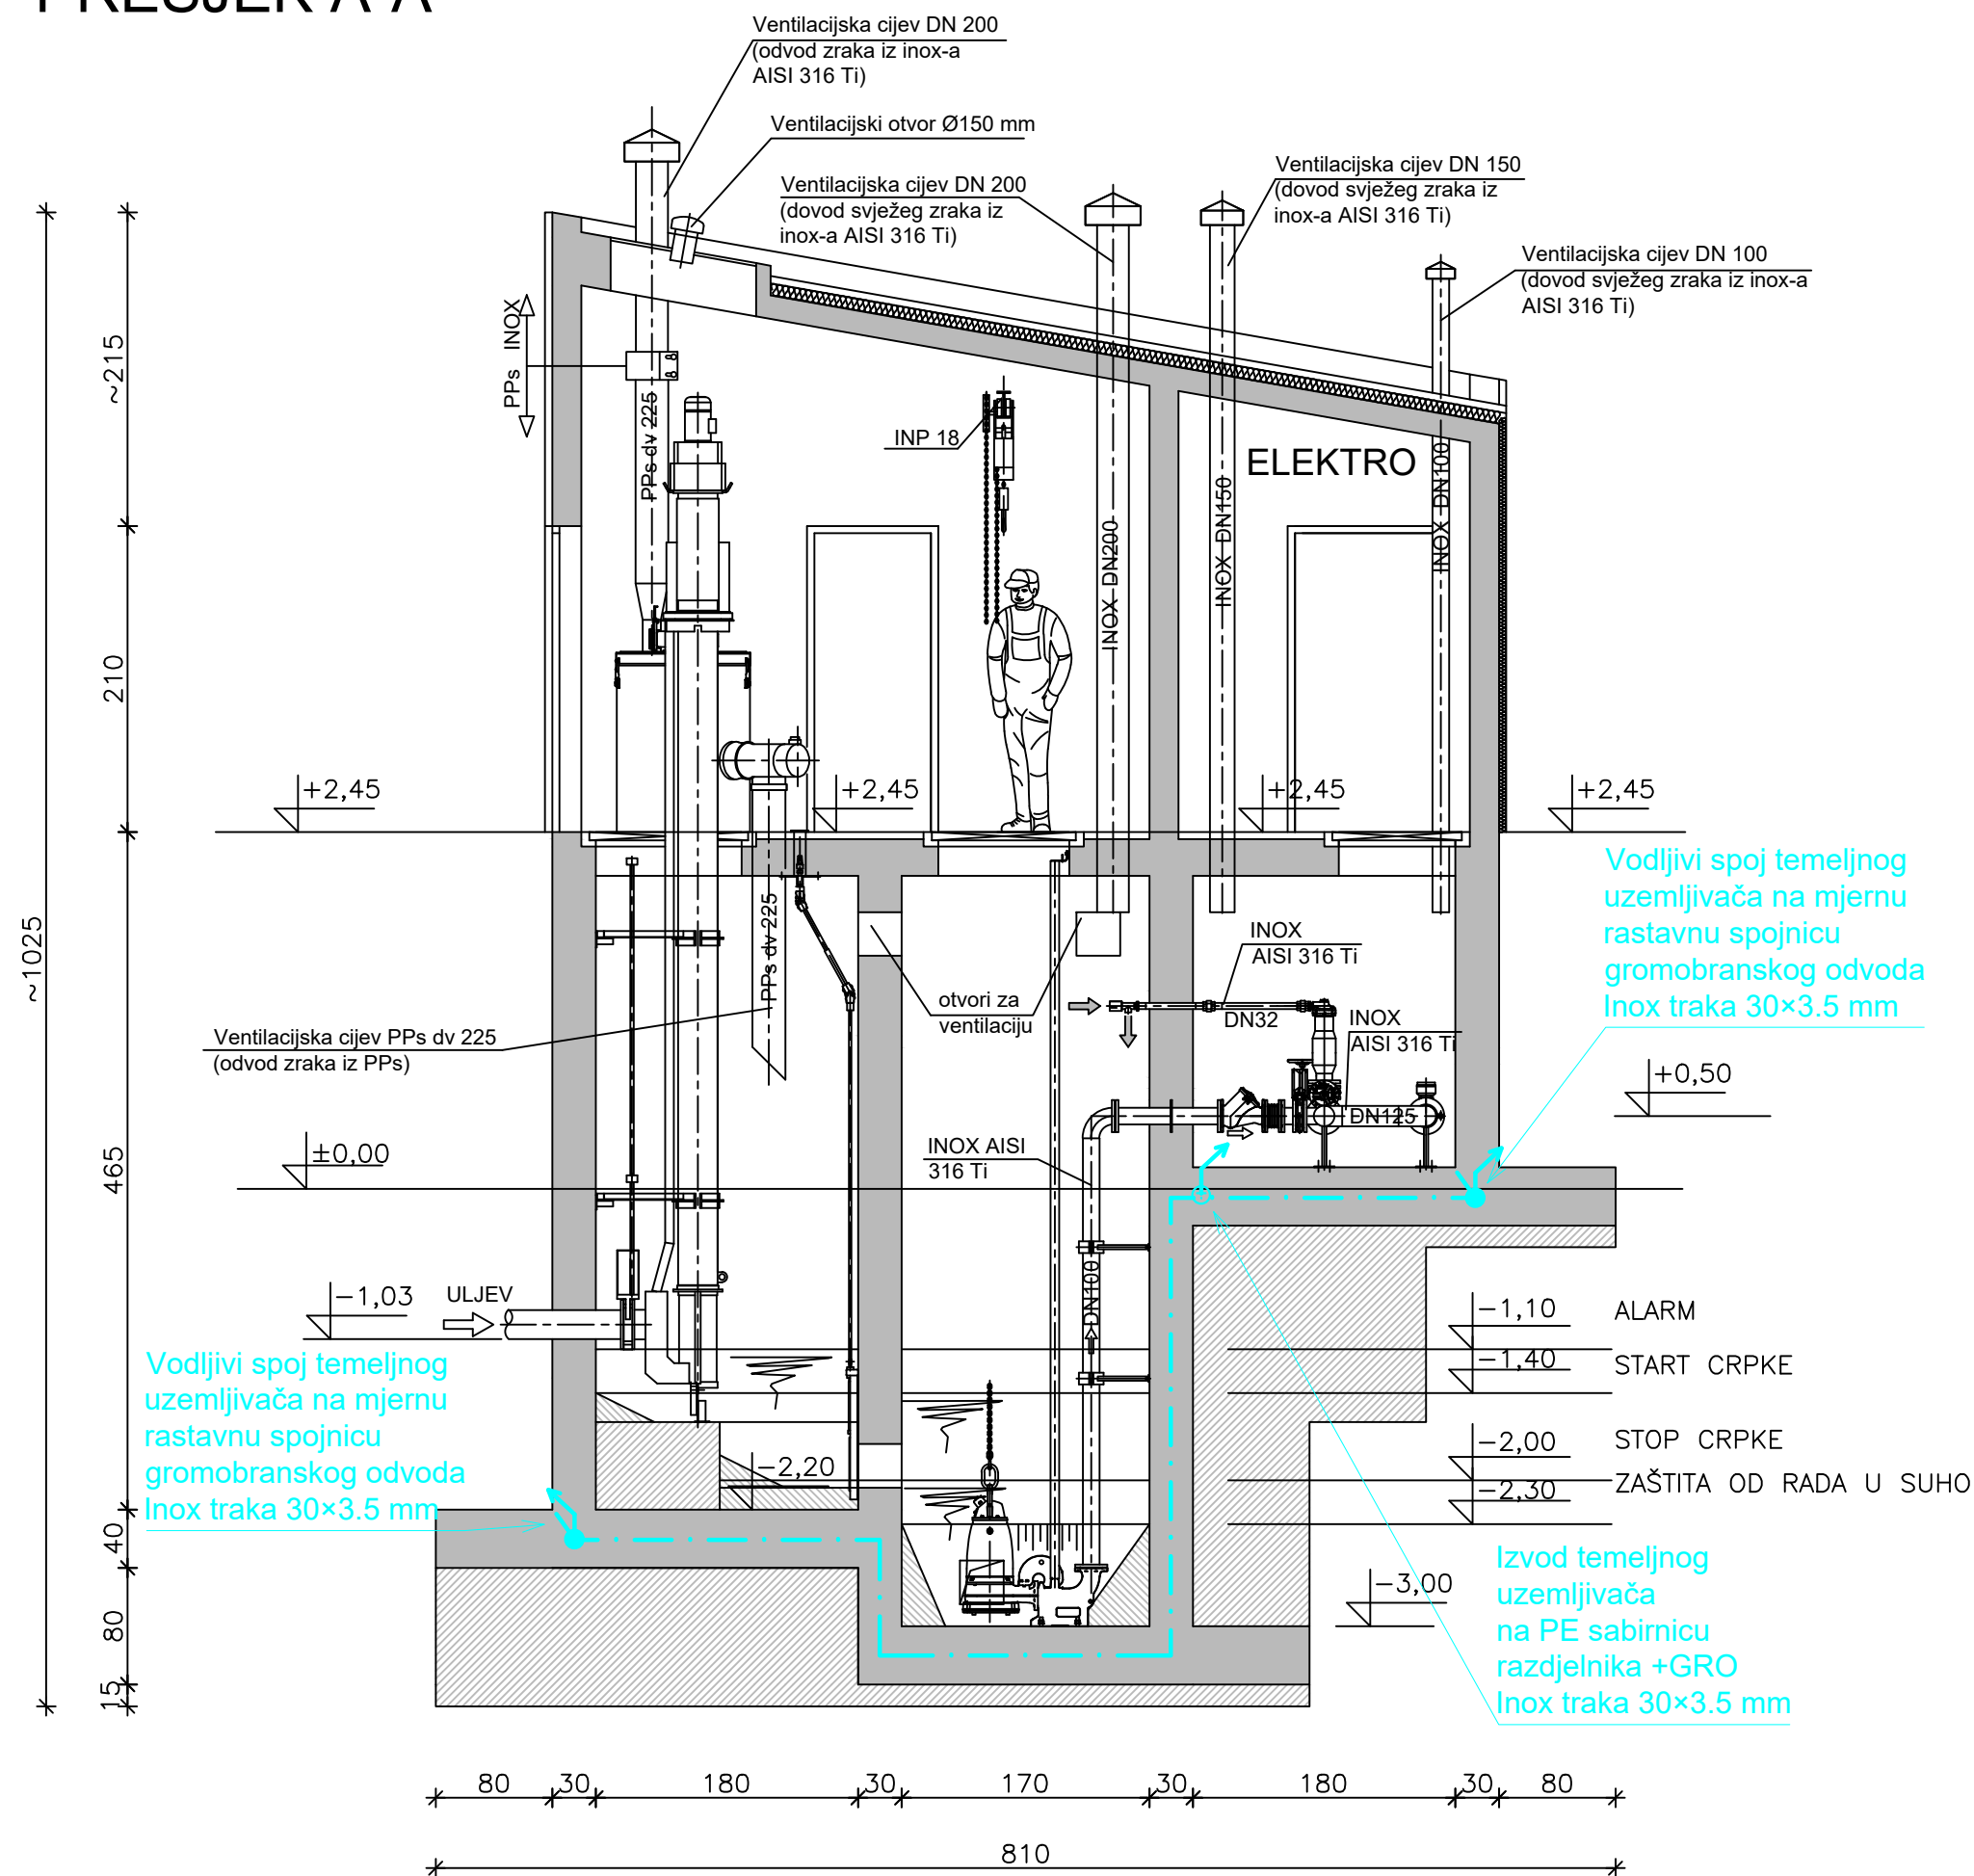 PRESJEK A-A
Ventilacijska cijev DN 200
(odvod zraka iz inox-a
AISI 316 Ti)
Ventilacijski otvor Ø150 mm
Ventilacijska cijev DN 200
(dovod svježeg zraka iz
inox-a AISI 316 Ti)
Ventilacijska cijev DN 150
(dovod svježeg zraka iz
inox-a AISI 316 Ti)
Ventilacijska cijev DN 100
(dovod svježeg zraka iz inox-a
AISI 316 Ti)
PPs INOX
PPs dv 225
INP 18
ELEKTRO
INOX DN200
INOX DN150
INOX DN100
~215
210
~1025
465
40
80
15
+2,45
+2,45
+2,45
+2,45
Vodljivi spoj temeljnog
uzemljivača na mjernu
rastavnu spojnicu
gromobranskog odvoda
Inox traka 30×3.5 mm
PPs dv 225
INOX
AISI 316 Ti
otvori za
ventilaciju
DN32
INOX
AISI 316 Ti
Ventilacijska cijev PPs dv 225
(odvod zraka iz PPs)
+0,50
DN125
±0,00
INOX AISI
316 Ti
DN100
−1,03
ULJEV
−1,10 ALARM
−1,40 START CRPKE
−2,00 STOP CRPKE
−2,30 ZAŠTITA OD RADA U SUHO
Vodljivi spoj temeljnog
uzemljivača na mjernu
rastavnu spojnicu
gromobranskog odvoda
Inox traka 30×3.5 mm
−2,20
−3,00
Izvod temeljnog
uzemljivača
na PE sabirnicu
razdjelnika +GRO
Inox traka 30×3.5 mm
80 30 180 30 170 30 180 30 80
810